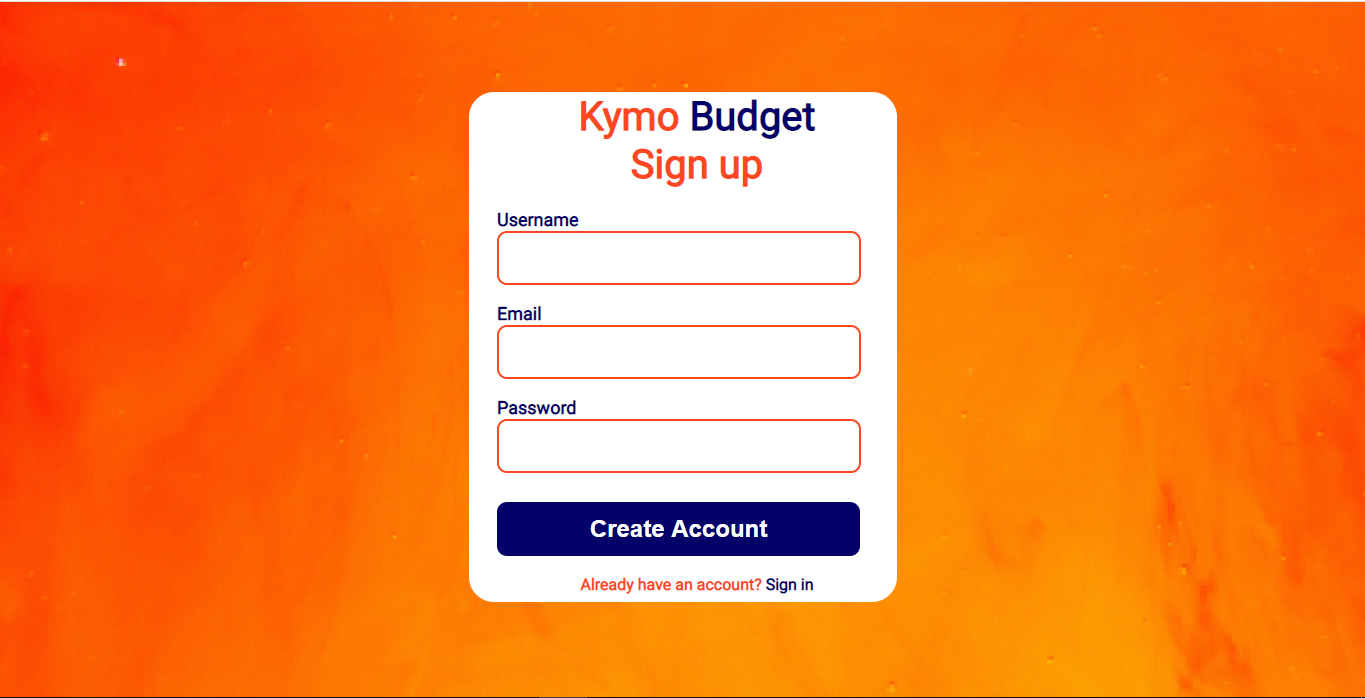 Kymo Budget
Sign up
Username
Email
Password
Create Account
Already have an account? Sign in